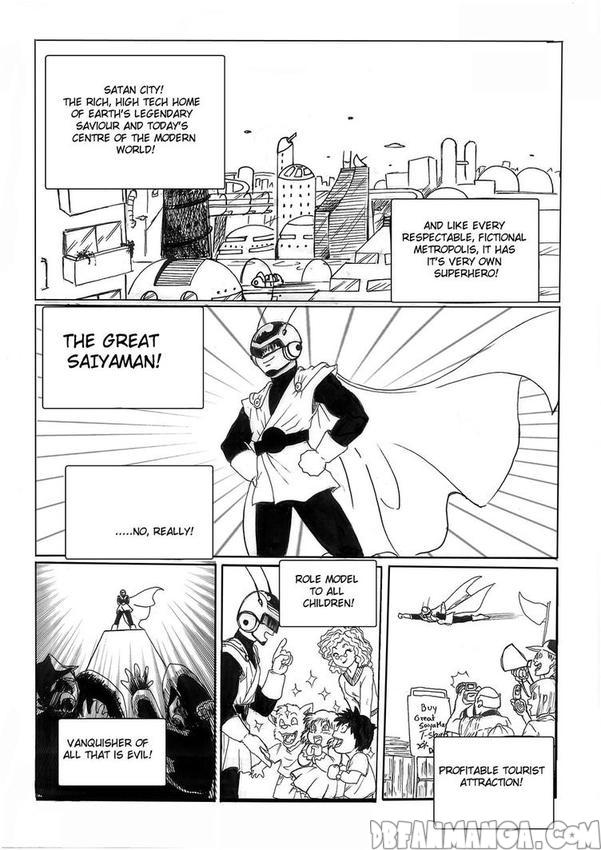 SATAN CITY!
THE RICH, HIGH TECH HOME
OF EARTH'S LEGENDARY
SAVIOUR AND TODAY'S
CENTRE OF THE MODERN
WORLD!
AND LIKE EVERY
RESPECTABLE, FICTIONAL
METROPOLIS, IT HAS
IT'S VERY OWN
SUPERHERO!
THE GREAT
SAIYAMAN!
.....NO, REALLY!
VANQUISHER OF
ALL THAT IS EVIL!
ROLE MODEL
TO ALL
CHILDREN!
Buy
Great
T-
PROFITABLE TOURIST
ATTRACTION!
DBFANMANGA.COM